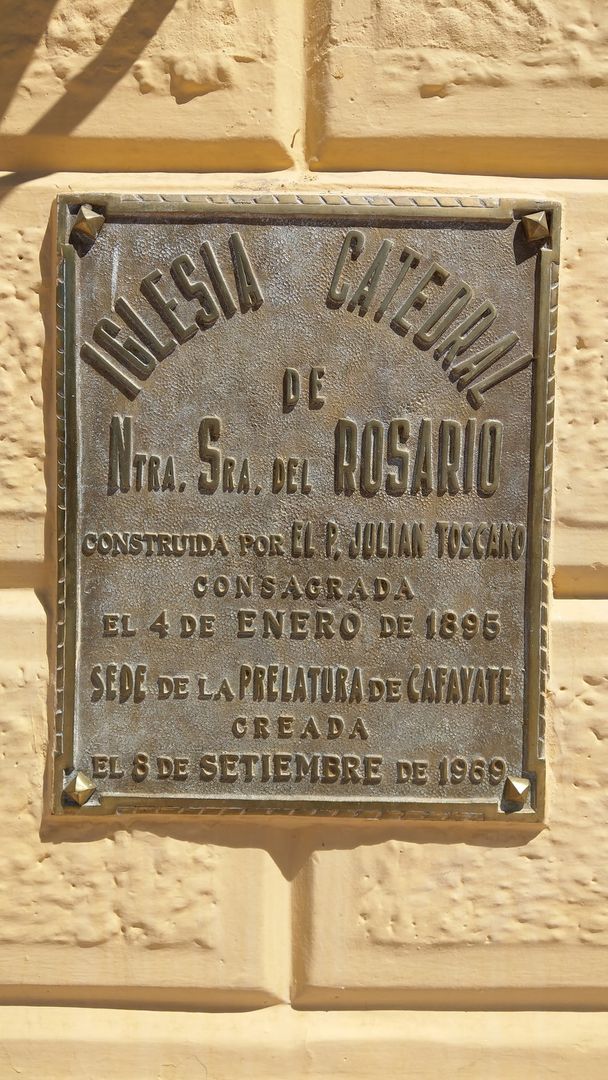 IGLESIA CATEDRAL
DE
NTRA. SRA. DEL ROSARIO
CONSTRUIDA POR EL P. JULIAN TOSCANO
CONSAGRADA
EL 4 DE ENERO DE 1895
SEDE DE LA PRELATURA DE CAFAYATE
CREADA
EL 8 DE SETIEMBRE DE 1969